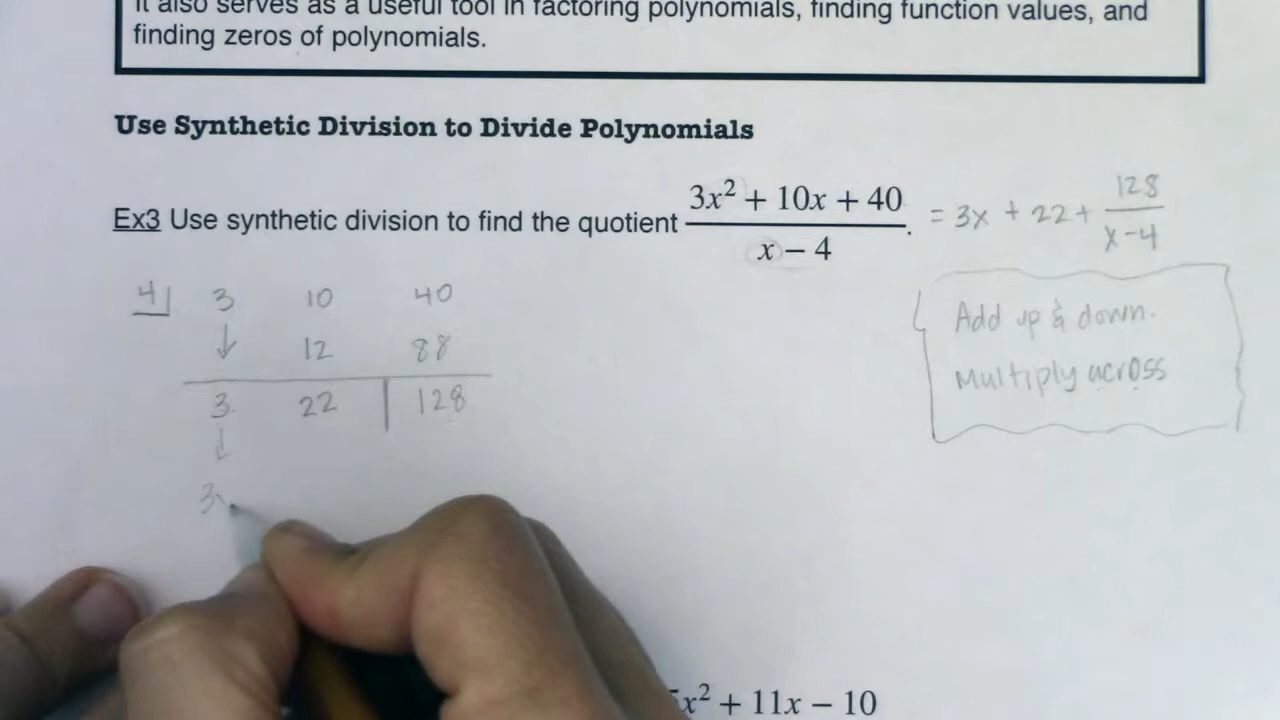 It also serves as a useful tool in factoring polynomials, finding function values, and
finding zeros of polynomials.
Use Synthetic Division to Divide Polynomials
Ex3 Use synthetic division to find the quotient (3x² + 10x + 40)/(x − 4). = 3x + 22 + 128/(x-4)
4 3 10 40
↓ 12 88
3 22 128
↓
3x
Add up & down.
Multiply across
x² + 11x − 10